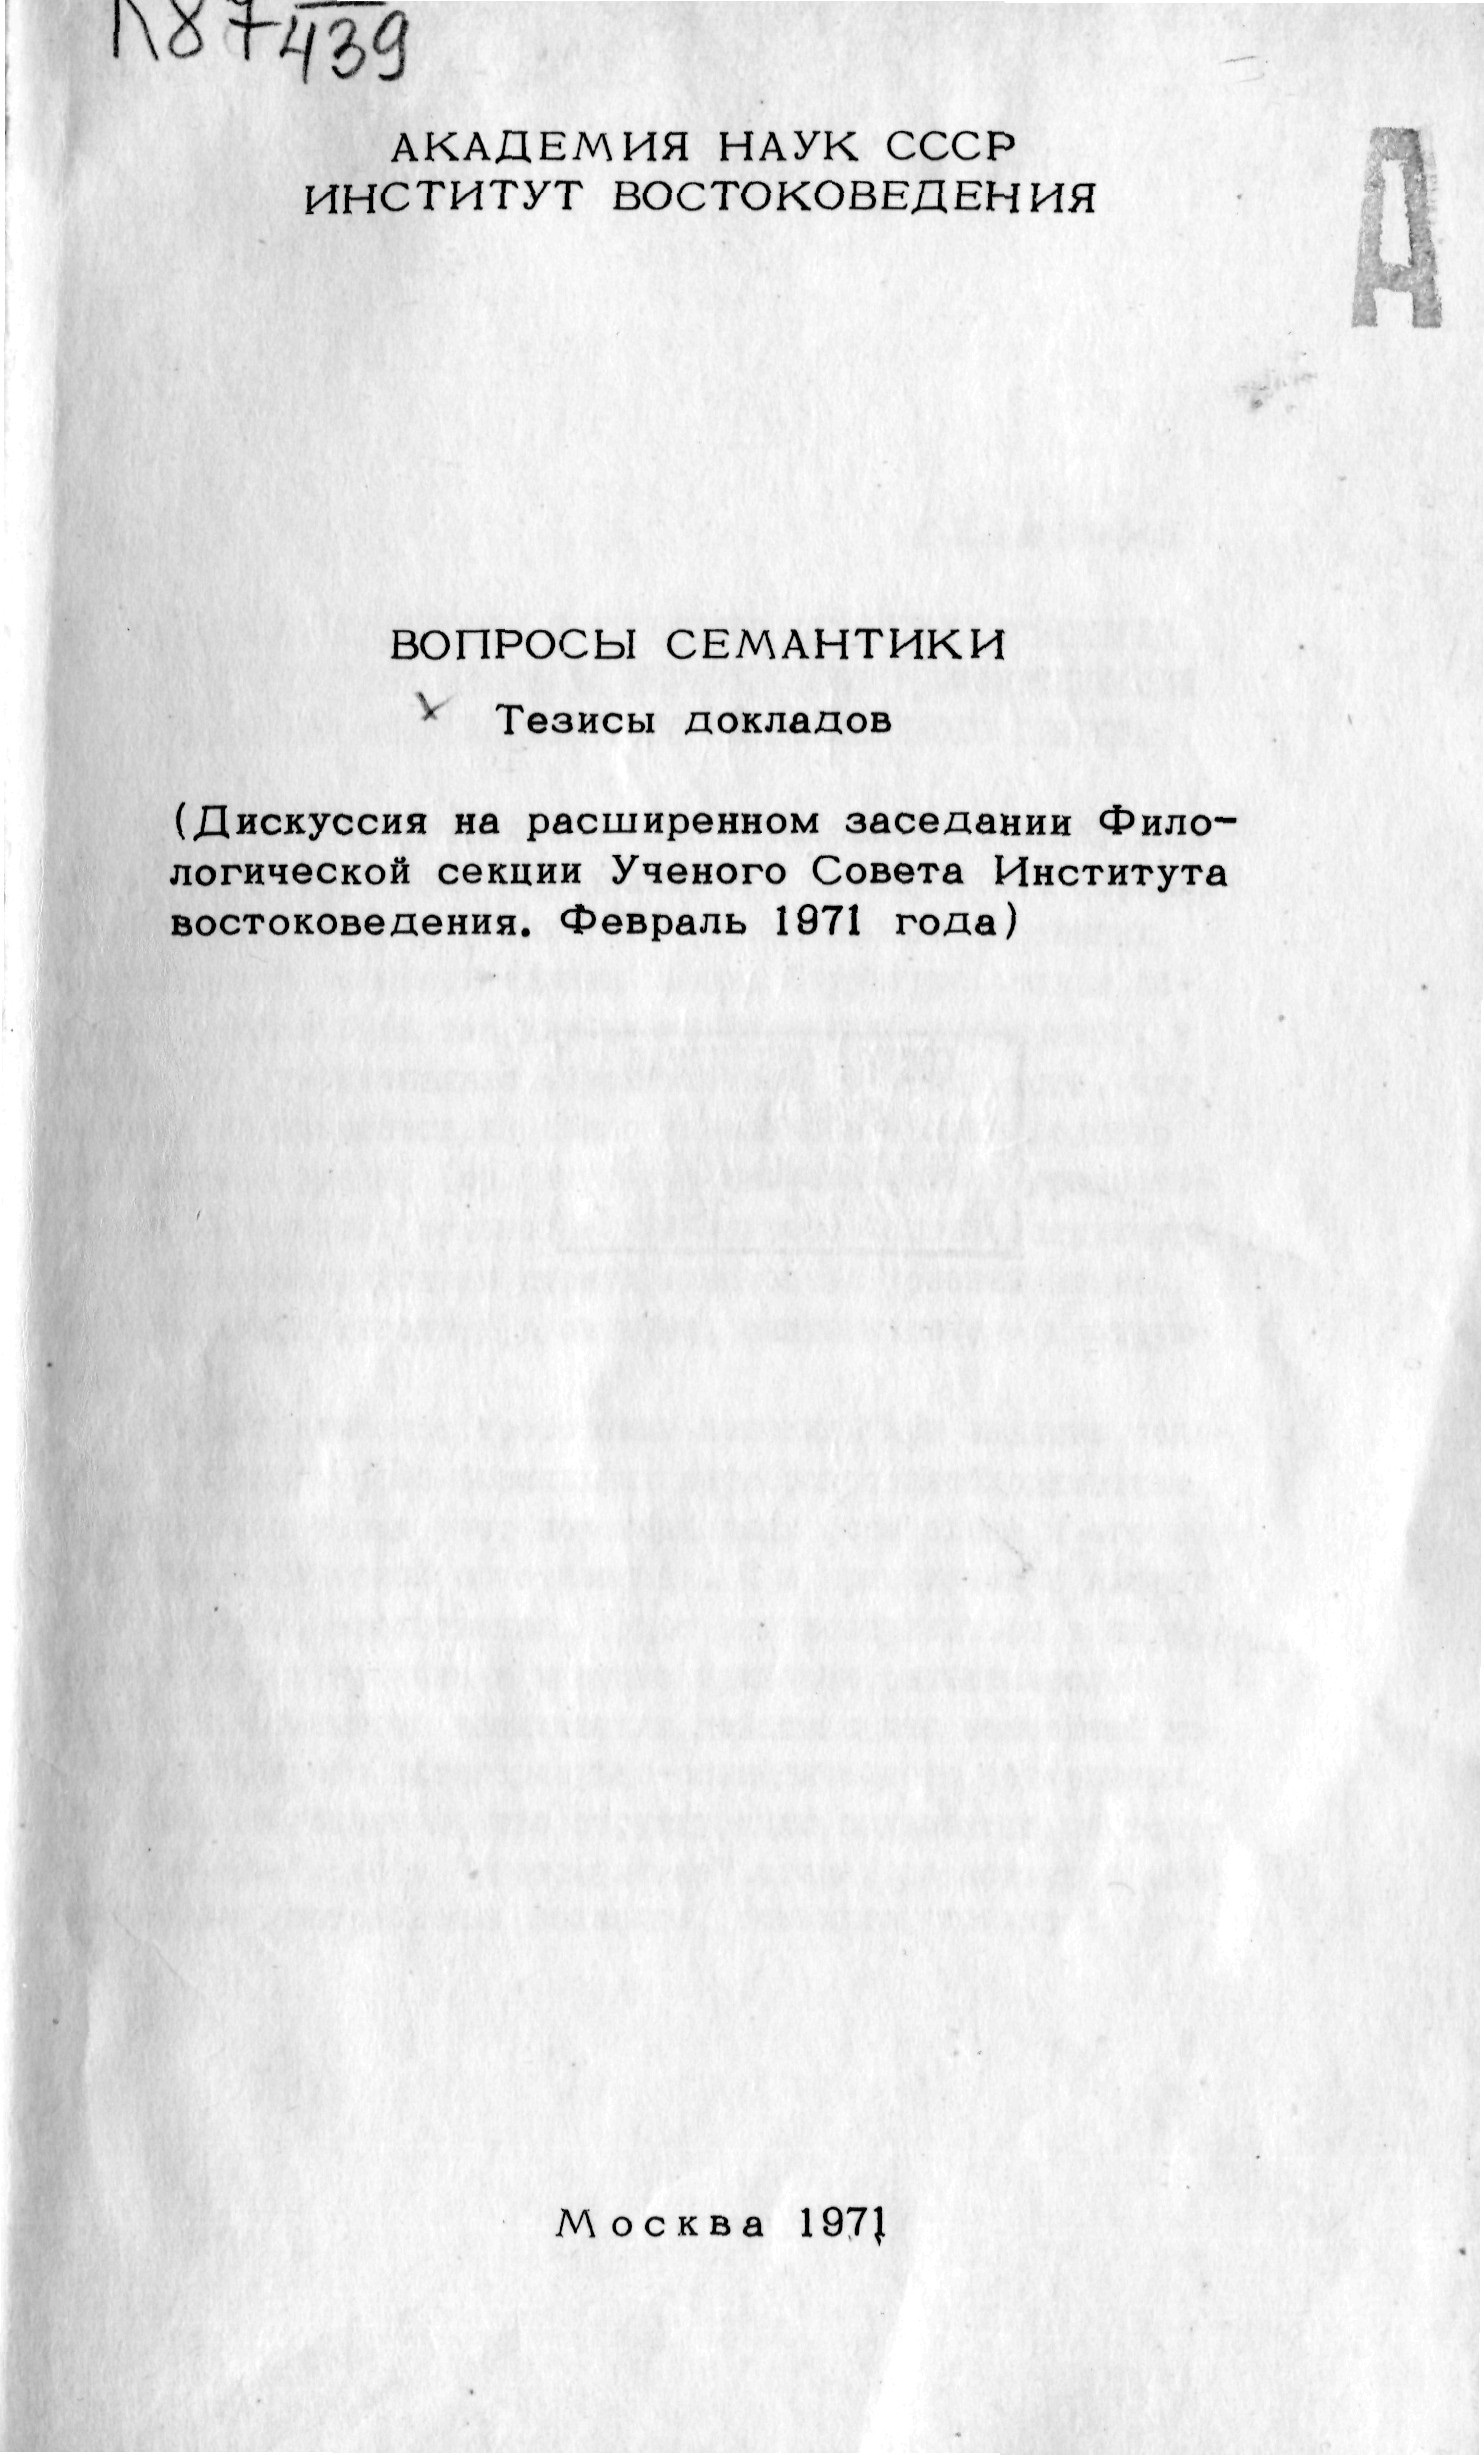 439
А
АКАДЕМИЯ НАУК СССР
ИНСТИТУТ ВОСТОКОВЕДЕНИЯ
ВОПРОСЫ СЕМАНТИКИ
Тезисы докладов
(Дискуссия на расширенном заседании Фило-
логической секции Ученого Совета Института
востоковедения. Февраль 1971 года)
Москва 1971